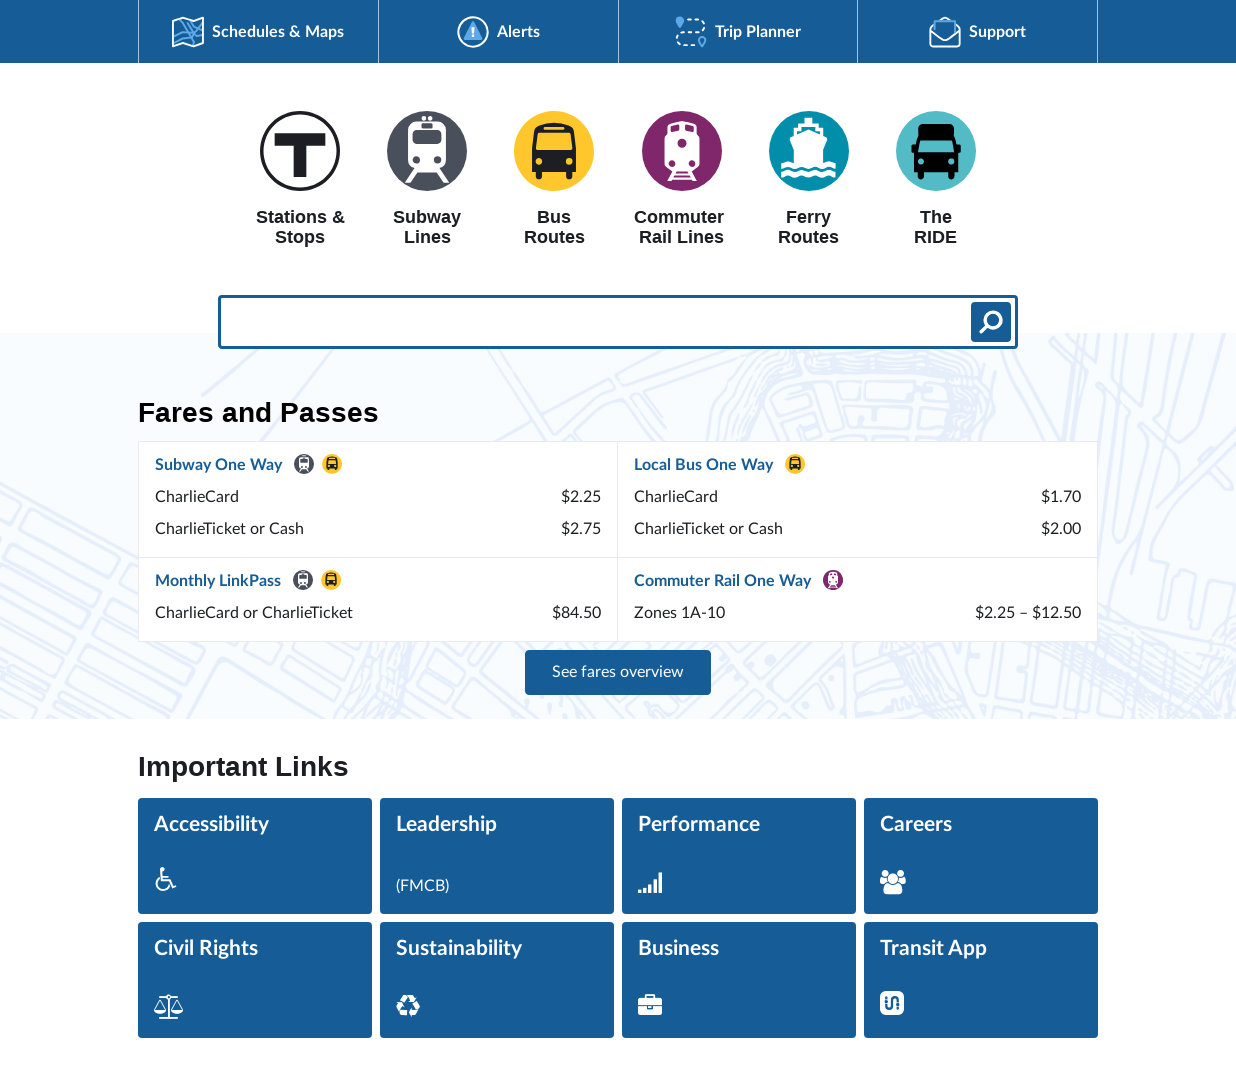 Schedules & Maps
Alerts
Trip Planner
Support
Stations &
Stops
Subway
Lines
Bus
Routes
Commuter
Rail Lines
Ferry
Routes
The
RIDE
Fares and Passes
Subway One Way
CharlieCard $2.25
CharlieTicket or Cash $2.75
Local Bus One Way
CharlieCard $1.70
CharlieTicket or Cash $2.00
Monthly LinkPass
CharlieCard or CharlieTicket $84.50
Commuter Rail One Way
Zones 1A-10 $2.25 – $12.50
See fares overview
Important Links
Accessibility
Leadership
(FMCB)
Performance
Careers
Civil Rights
Sustainability
Business
Transit App